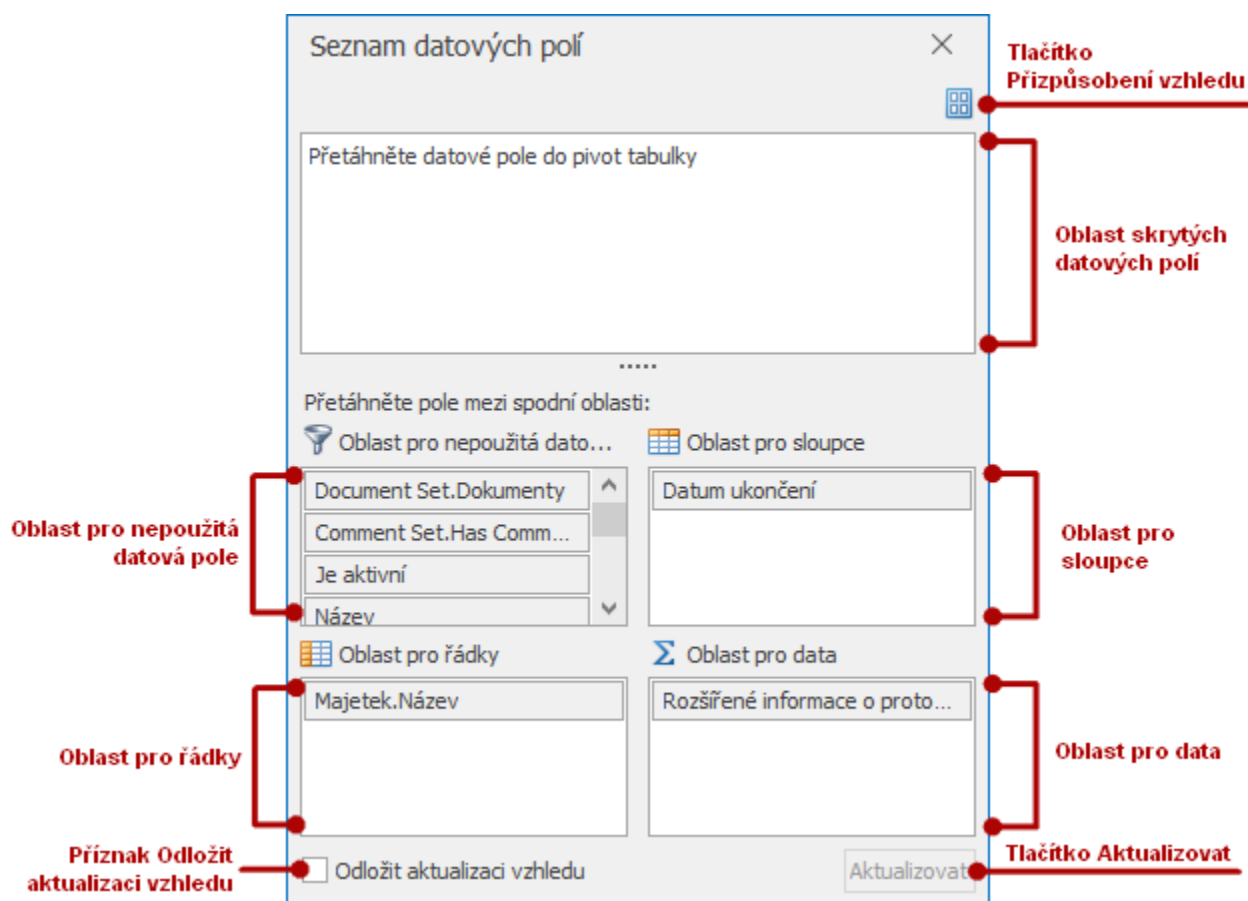 Seznam datových polí
Tlačítko
Přizpůsobení vzhledu
Přetáhněte datové pole do pivot tabulky
Oblast skrytých
datových polí
Přetáhněte pole mezi spodní oblasti:
Oblast pro nepoužitá dato...
Oblast pro sloupce
Document Set.Dokumenty
Comment Set.Has Comm...
Je aktivní
Název
Datum ukončení
Oblast pro nepoužitá
datová pole
Oblast pro
sloupce
Oblast pro řádky
Oblast pro data
Majetek.Název
Rozšířené informace o proto...
Oblast pro řádky
Oblast pro data
Příznak Odložit
aktualizaci vzhledu
Odložit aktualizaci vzhledu
Aktualizovat
Tlačítko Aktualizovat